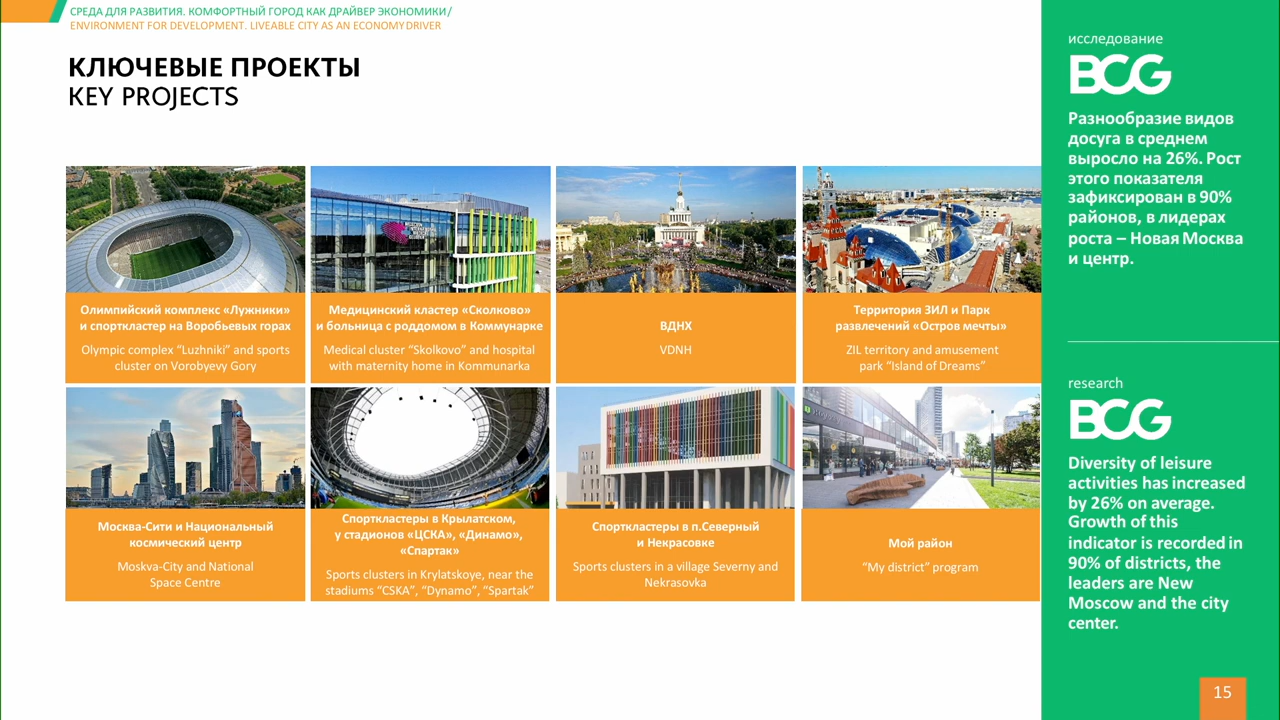 СРЕДА ДЛЯ РАЗВИТИЯ. КОМФОРТНЫЙ ГОРОД КАК ДРАЙВЕР ЭКОНОМИКИ/
ENVIRONMENT FOR DEVELOPMENT. LIVEABLE CITY AS AN ECONOMY DRIVER
КЛЮЧЕВЫЕ ПРОЕКТЫ
KEY PROJECTS
Олимпийский комплекс «Лужники»
и спорткластер на Воробьевых горах
Olympic complex “Luzhniki” and sports
cluster on Vorobyevy Gory
Медицинский кластер «Сколково»
и больница с роддомом в Коммунарке
Medical cluster “Skolkovo” and hospital
with maternity home in Kommunarka
ВДНХ
VDNH
Территория ЗИЛ и Парк
развлечений «Остров мечты»
ZIL territory and amusement
park “Island of Dreams”
Москва-Сити и Национальный
космический центр
Moskva-City and National
Space Centre
Спорткластеры в Крылатском,
у стадионов «ЦСКА», «Динамо»,
«Спартак»
Sports clusters in Krylatskoye, near the
stadiums “CSKA”, “Dynamo”, “Spartak”
Спорткластеры в п.Северный
и Некрасовке
Sports clusters in a village Severny and
Nekrasovka
Мой район
“My district” program
исследование
BCG
Разнообразие видов
досуга в среднем
выросло на 26%. Рост
этого показателя
зафиксирован в 90%
районов, в лидерах
роста – Новая Москва
и центр.
research
BCG
Diversity of leisure
activities has increased
by 26% on average.
Growth of this
indicator is recorded in
90% of districts, the
leaders are New
Moscow and the city
center.
15